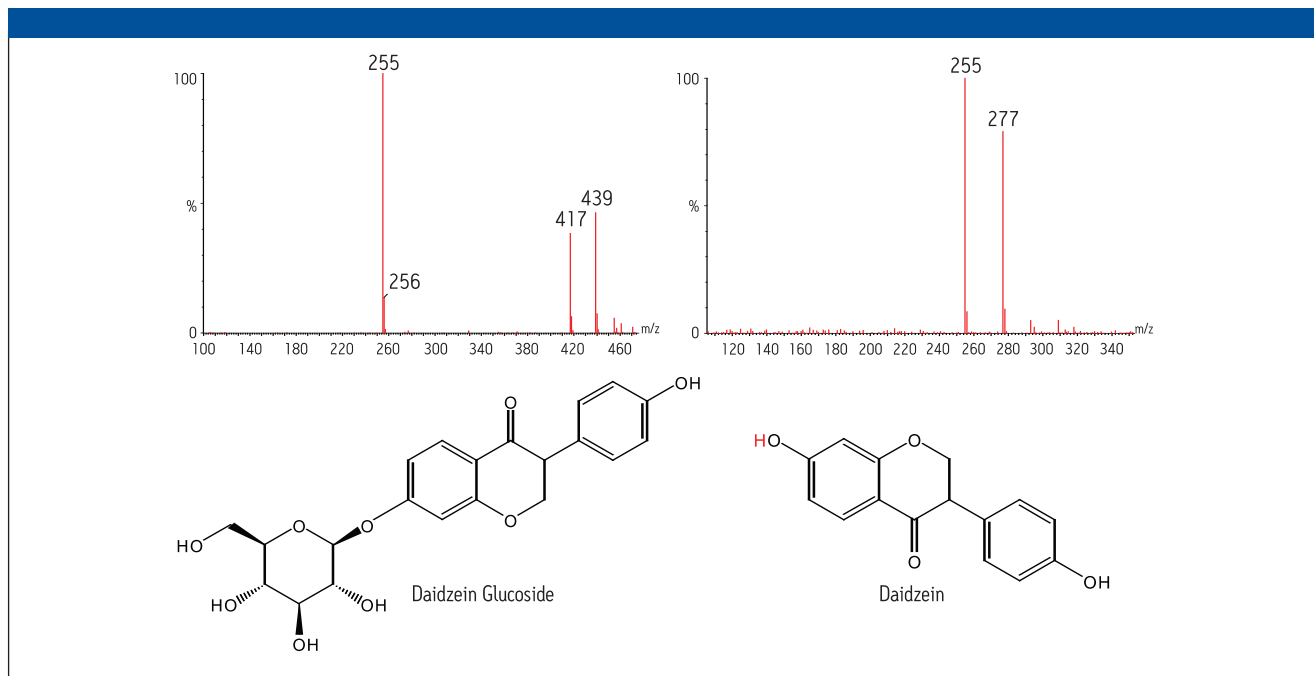 255
100
%
439
417
256
0
m/z
100 140 180 220 260 300 340 380 420 460
255
100
277
%
0
m/z
120 140 160 180 200 220 240 260 280 300 320 340
O
OH
O
O
O
HO
HO
OH
OH
Daidzein Glucoside
HO
O
O
OH
Daidzein